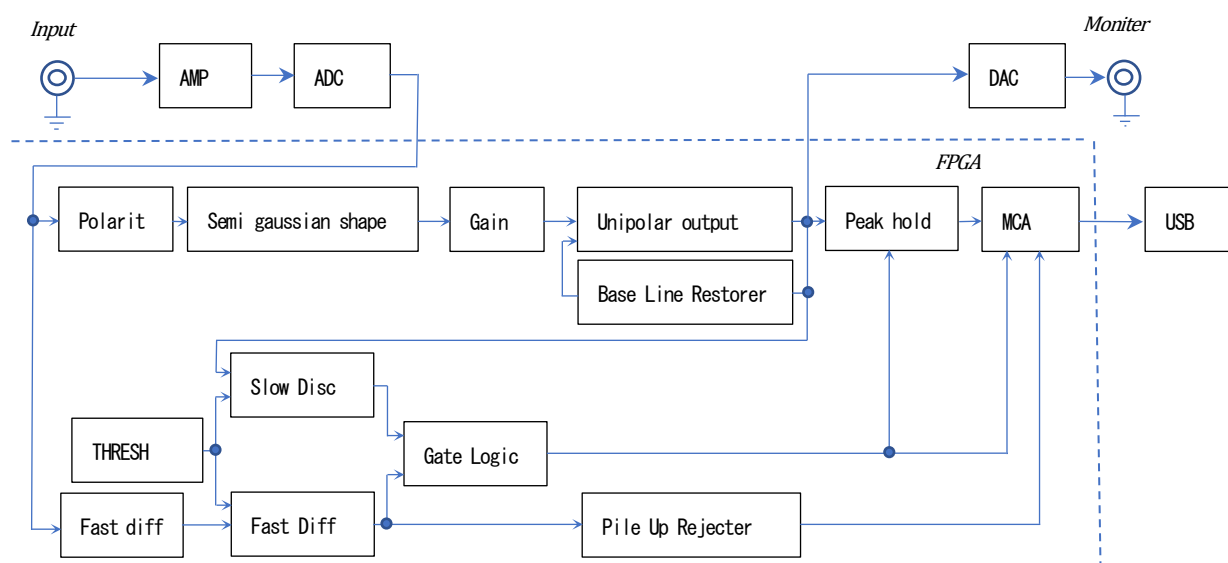 Input
Moniter
AMP
ADC
DAC
FPGA
Polarit
Semi gaussian shape
Gain
Unipolar output
Peak hold
MCA
USB
Base Line Restorer
Slow Disc
THRESH
Gate Logic
Fast diff
Fast Diff
Pile Up Rejecter